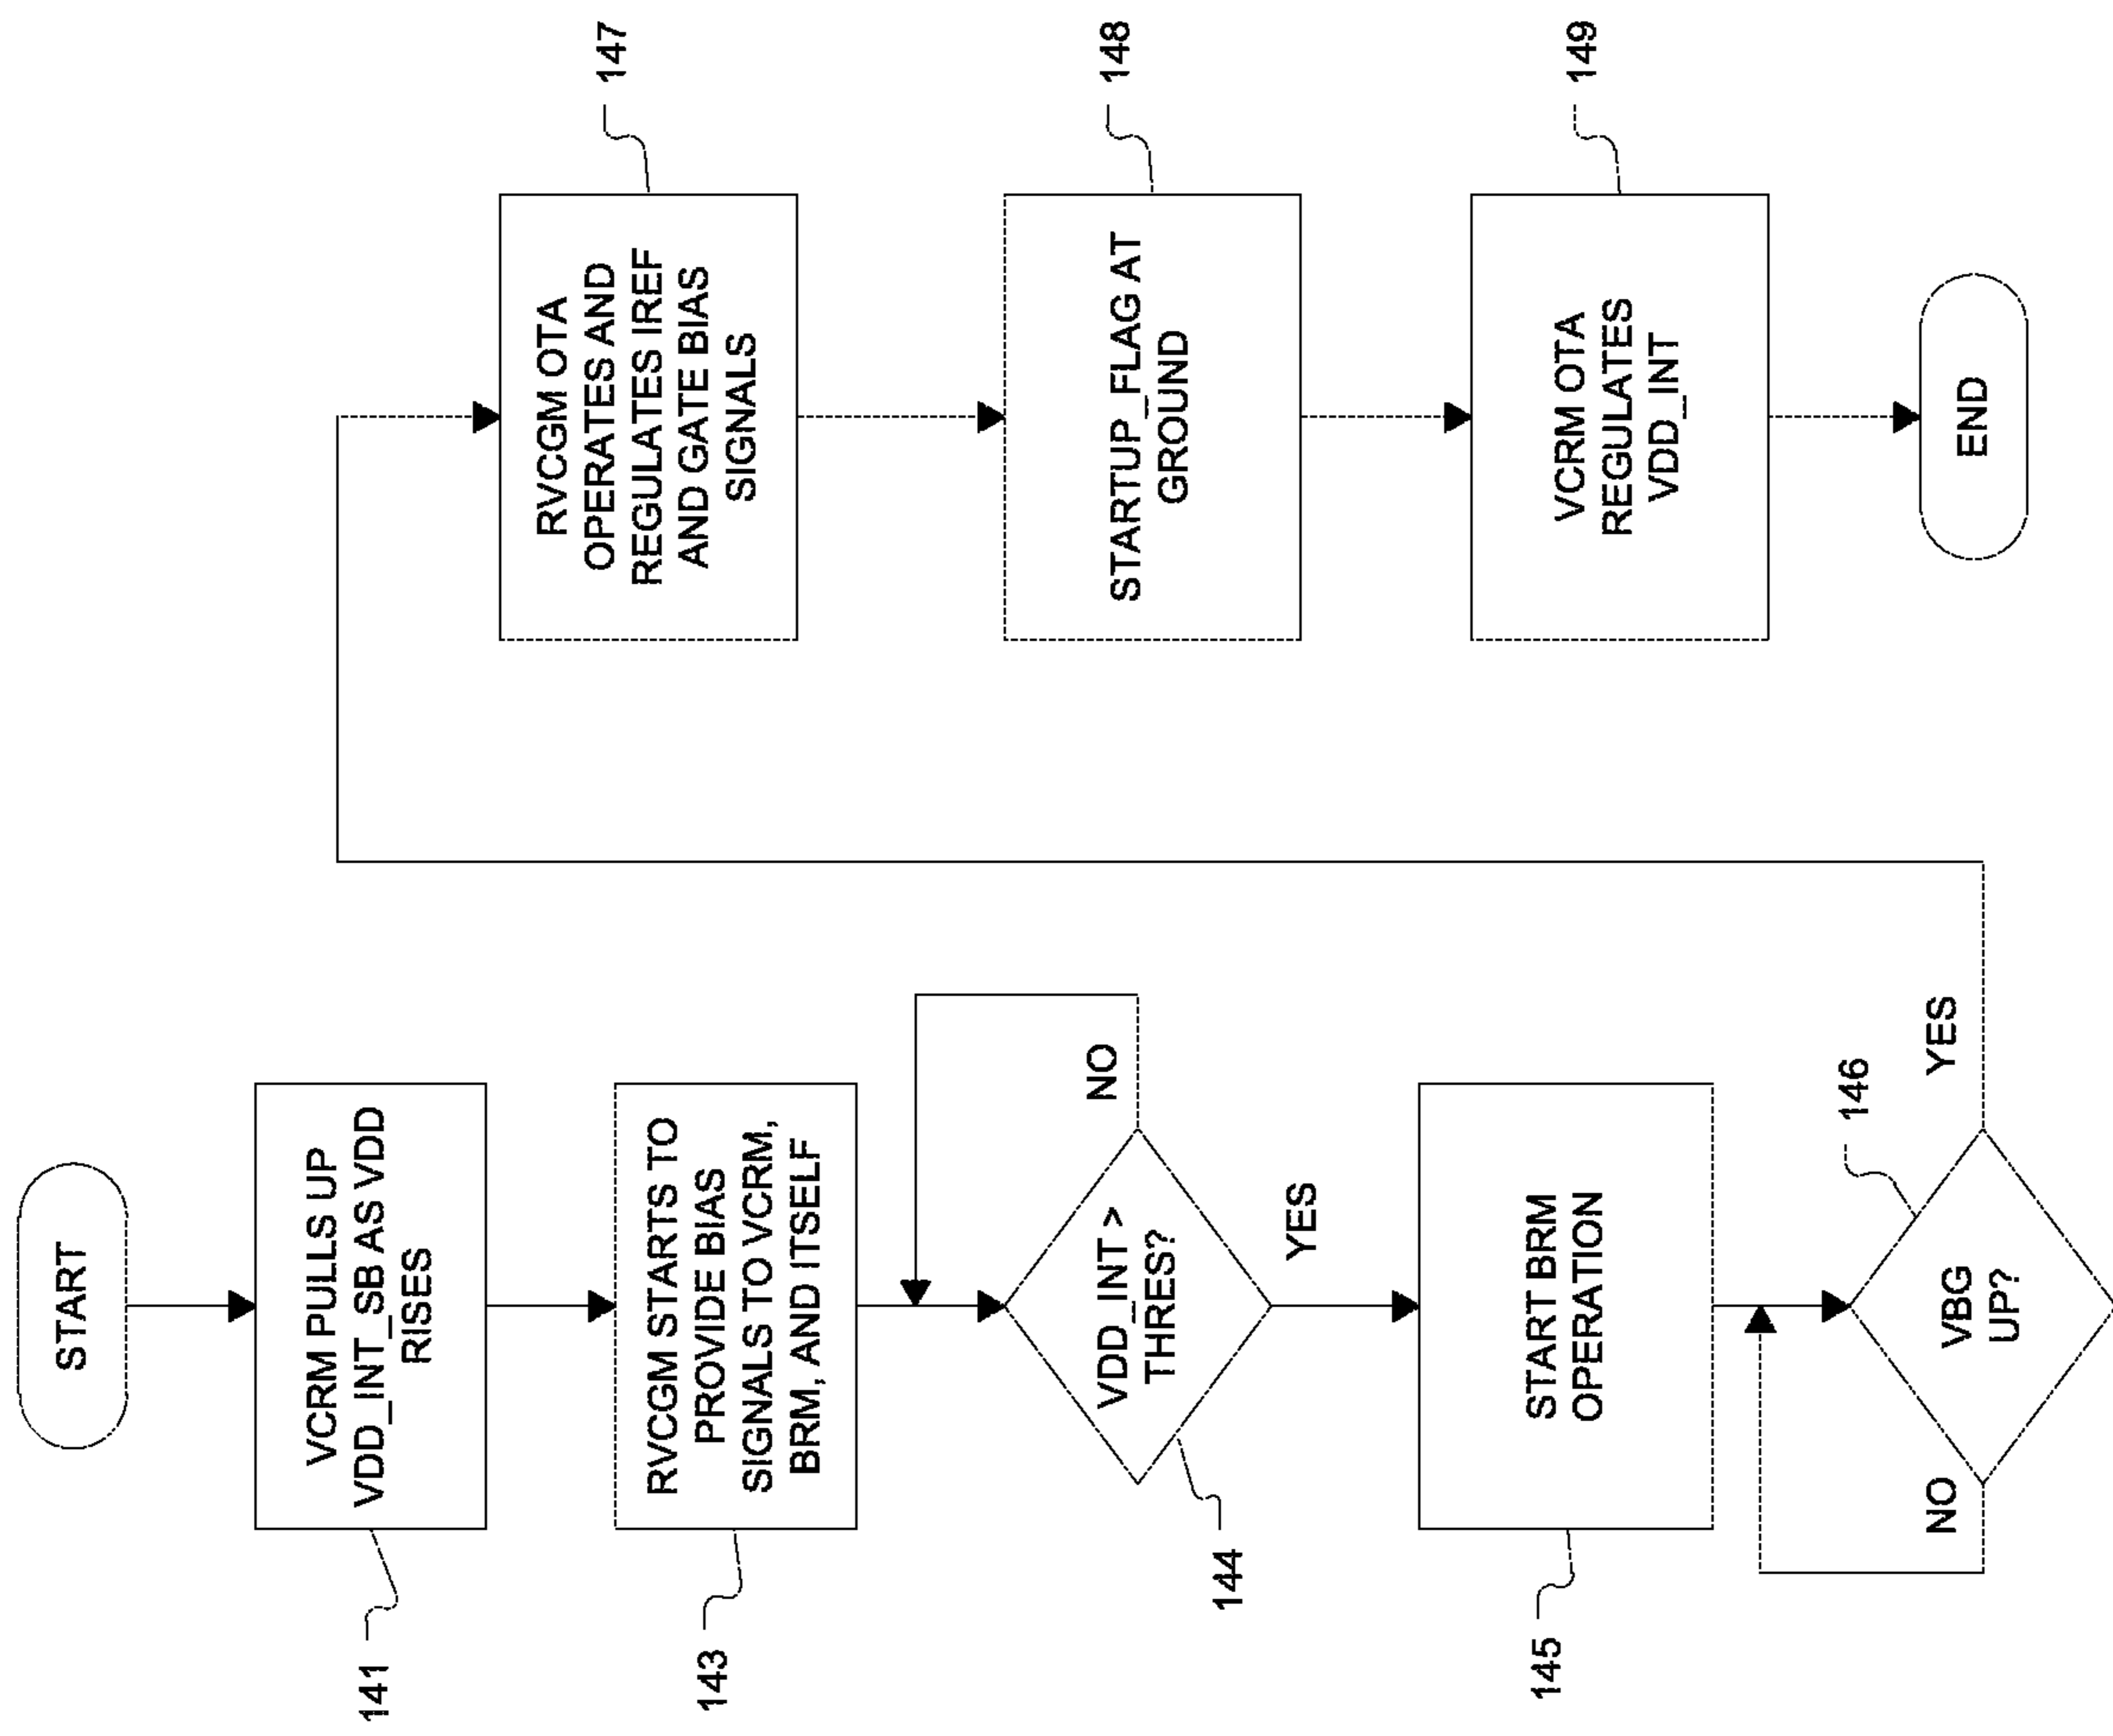 START
VCRM PULLS UP
VDD_INT_SB AS VDD
RISES
141
RVCGM STARTS TO
PROVIDE BIAS
SIGNALS TO VCRM,
BRM, AND ITSELF
143
VDD_INT >
THRES?
NO
YES
144
START BRM
OPERATION
145
VBG
UP?
NO
YES
146
RVCGM OTA
OPERATES AND
REGULATES IREF
AND GATE BIAS
SIGNALS
147
STARTUP_FLAG AT
GROUND
148
VCRM OTA
REGULATES
VDD_INT
149
END